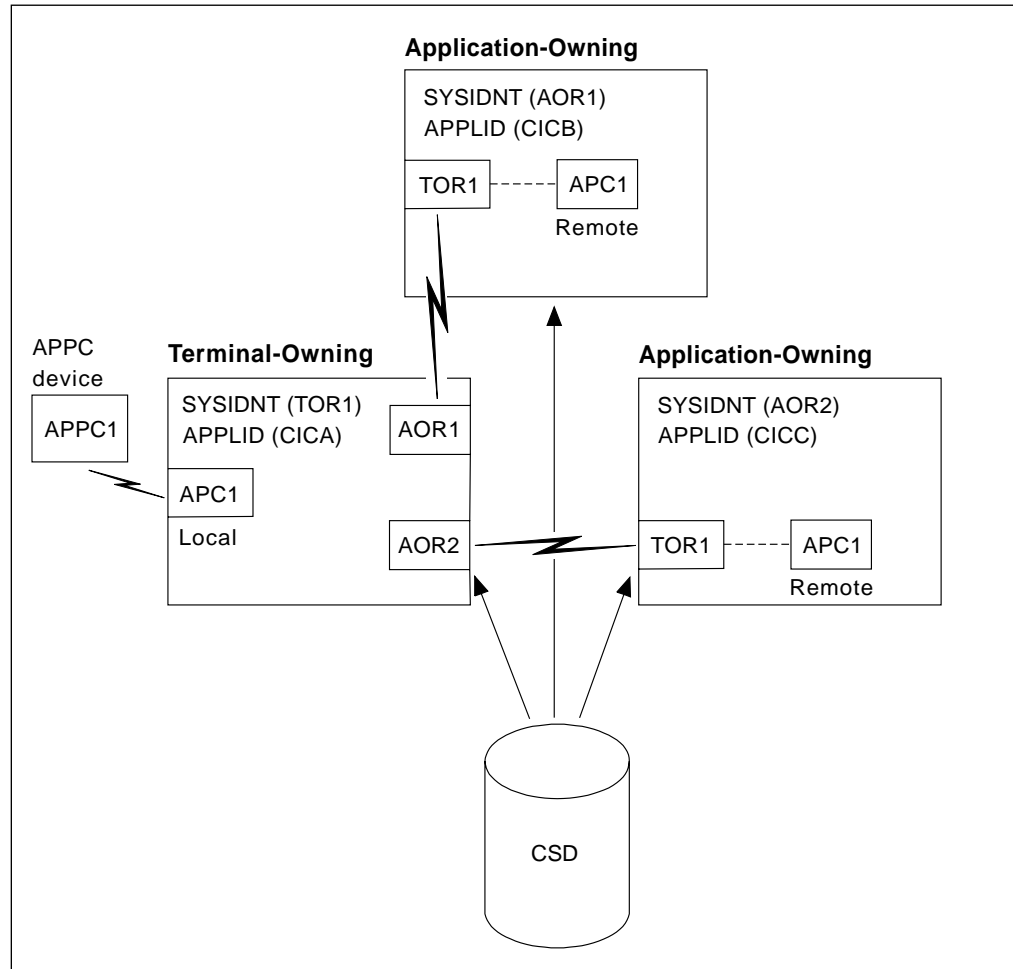 Application-Owning
SYSIDNT (AOR1)
APPLID (CICB)
TOR1
APC1
Remote
APPC
device
APPC1
Terminal-Owning
SYSIDNT (TOR1)
APPLID (CICA)
AOR1
APC1
Local
AOR2
Application-Owning
SYSIDNT (AOR2)
APPLID (CICC)
TOR1
APC1
Remote
CSD